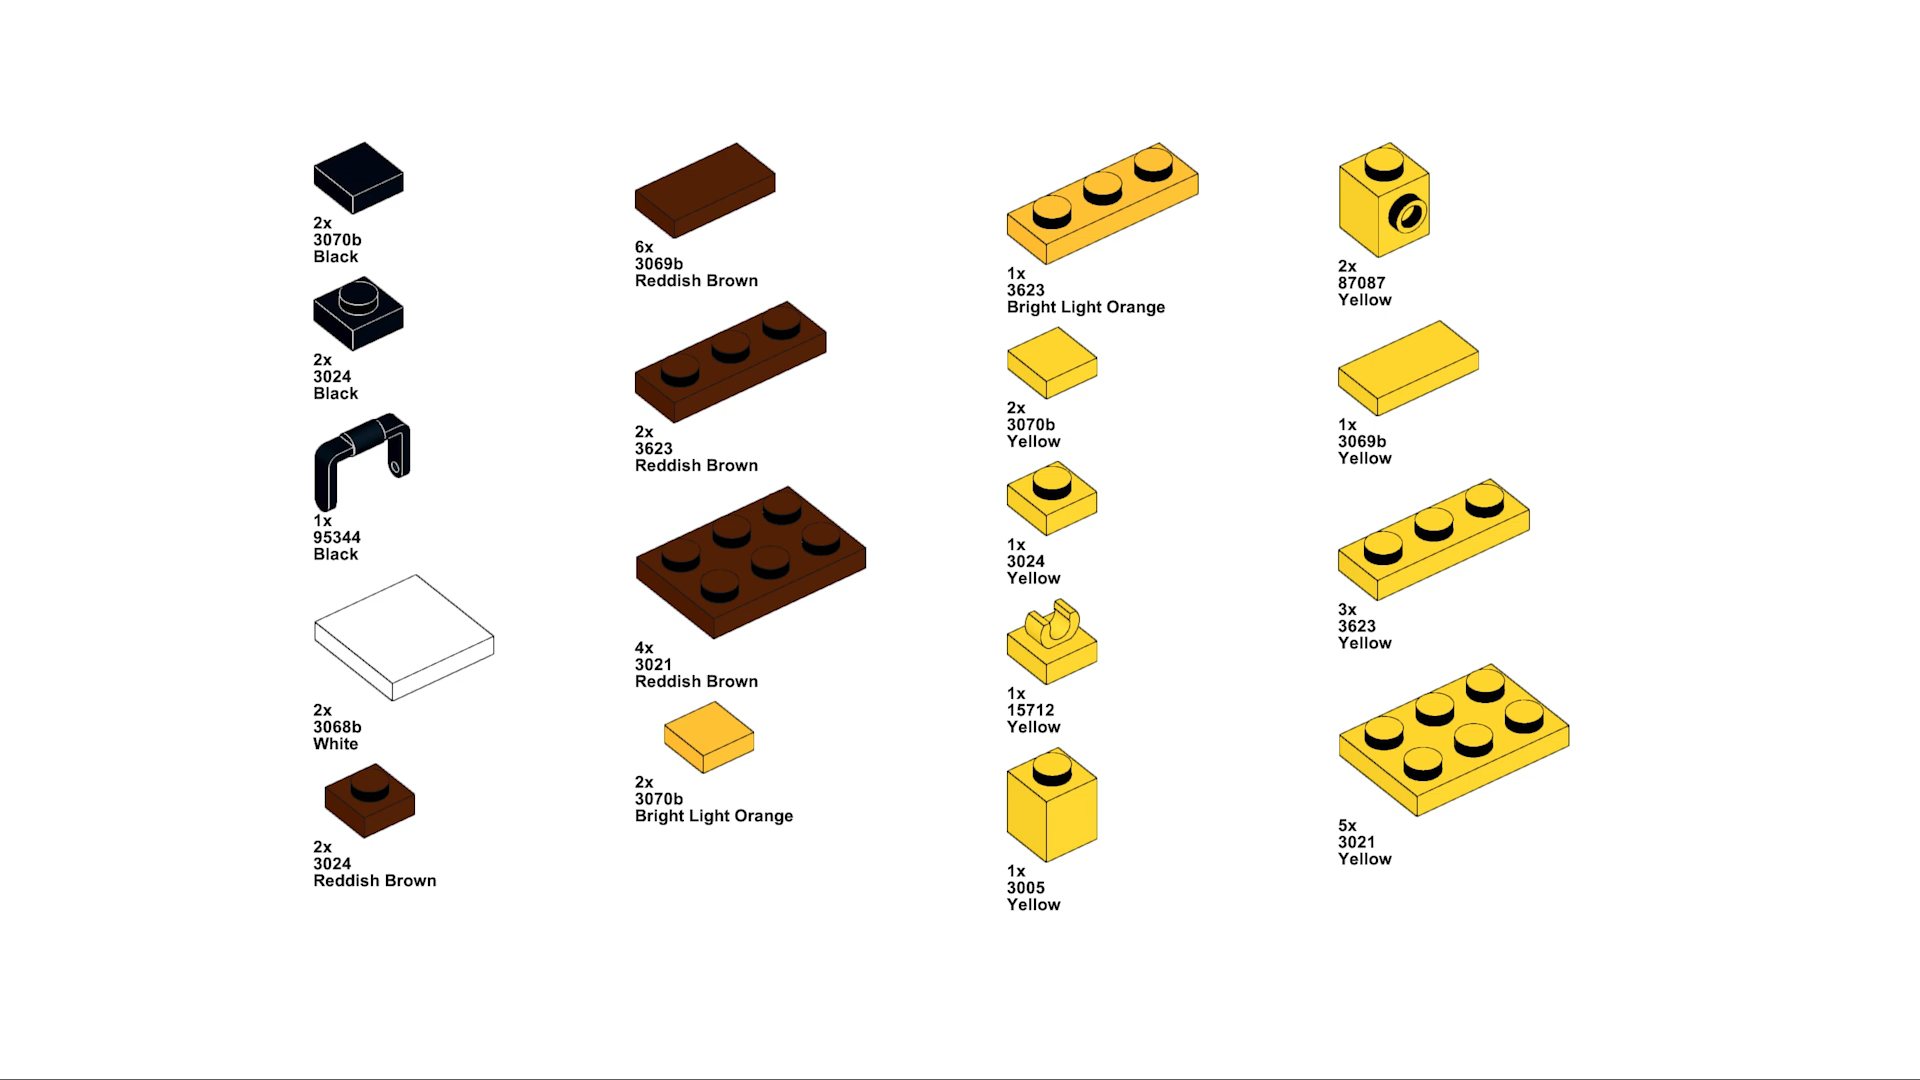 2x
3070b
Black
2x
3024
Black
1x
95344
Black
2x
3068b
White
2x
3024
Reddish Brown
6x
3069b
Reddish Brown
2x
3623
Reddish Brown
4x
3021
Reddish Brown
2x
3070b
Bright Light Orange
1x
3623
Bright Light Orange
2x
3070b
Yellow
1x
3024
Yellow
1x
15712
Yellow
1x
3005
Yellow
2x
87087
Yellow
1x
3069b
Yellow
3x
3623
Yellow
5x
3021
Yellow